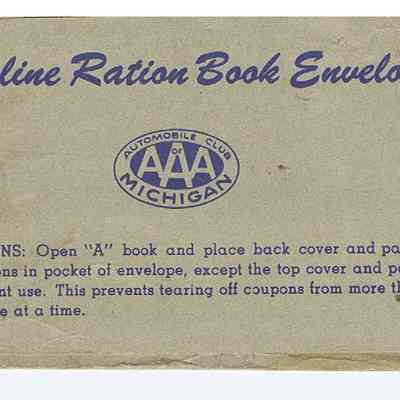 line Ration Book Envelo
AUTOMOBILE CLUB
OF
AAA
MICHIGAN
NS: Open "A" book and place back cover and pa
ons in pocket of envelope, except the top cover and p
nt use. This prevents tearing off coupons from more th
e at a time.